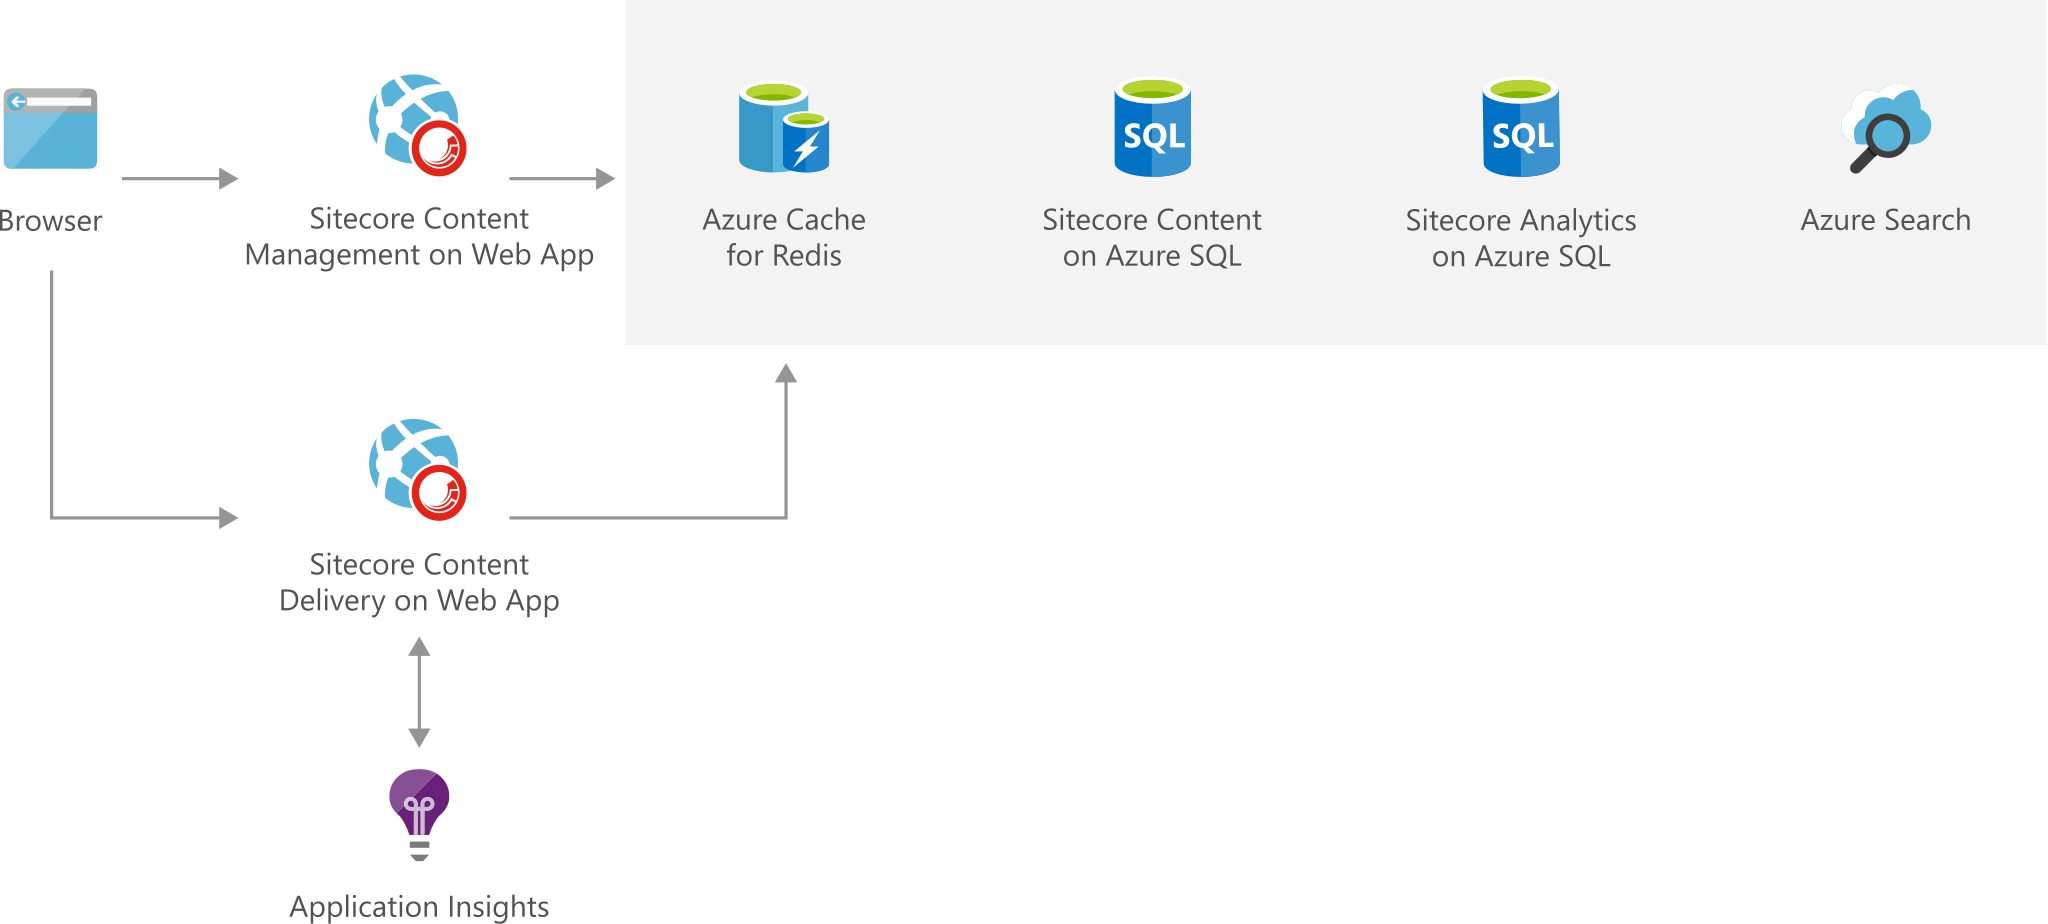 Browser
Sitecore Content
Management on Web App
Azure Cache
for Redis
SQL
Sitecore Content
on Azure SQL
SQL
Sitecore Analytics
on Azure SQL
Azure Search
Sitecore Content
Delivery on Web App
Application Insights